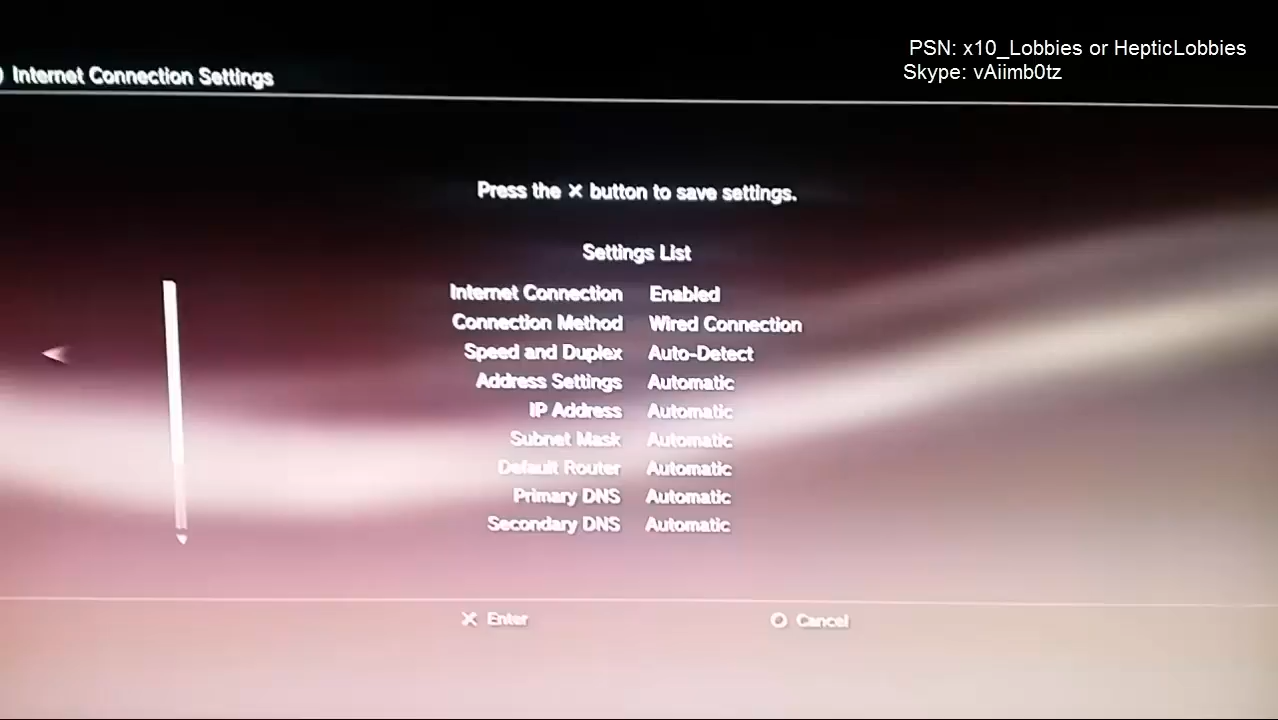 PSN: x10_Lobbies or HepticLobbies
Skype: vAiimb0tz
Internet Connection Settings
Press the ✕ button to save settings.
Settings List
Internet Connection Enabled
Connection Method Wired Connection
Speed and Duplex Auto-Detect
Address Settings Automatic
IP Address Automatic
Subnet Mask Automatic
Default Router Automatic
Primary DNS Automatic
Secondary DNS Automatic
✕ Enter
○ Cancel